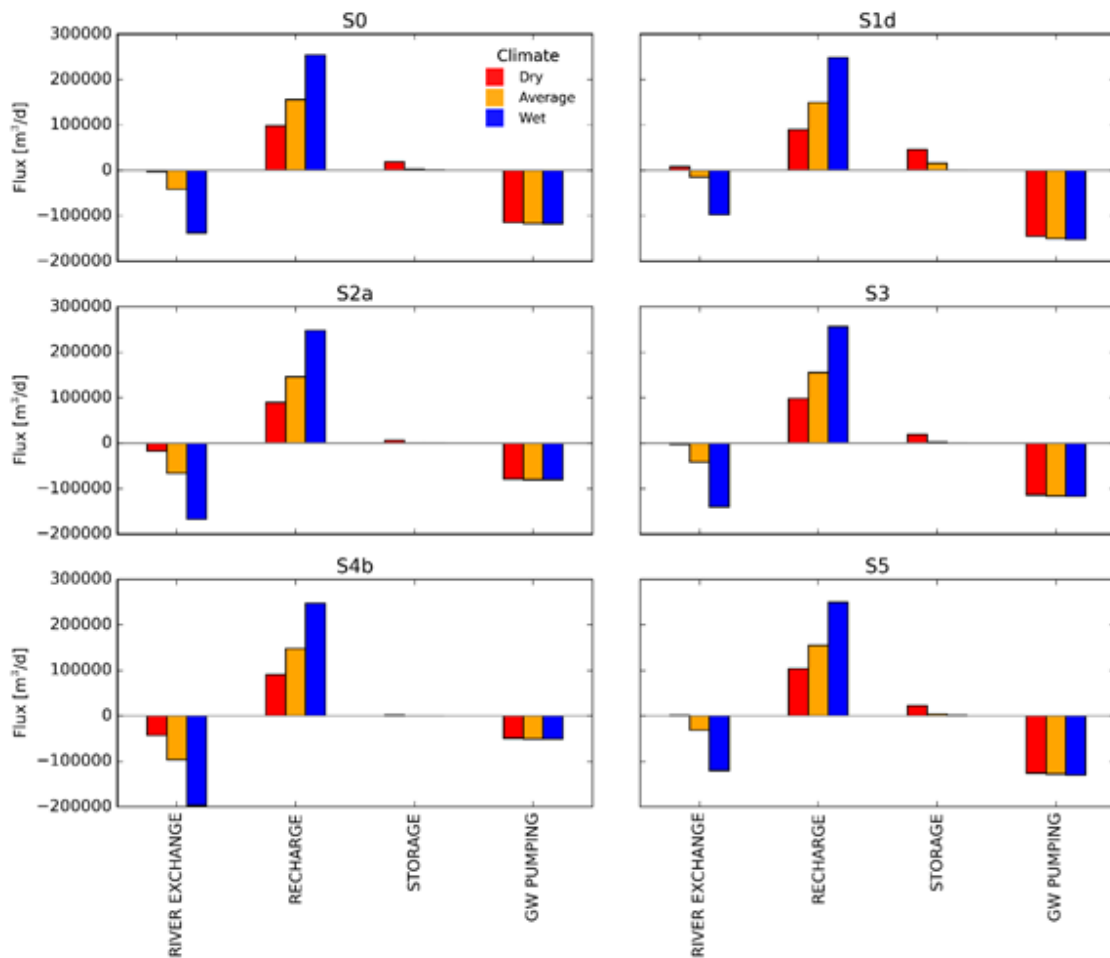 S0
300000
200000
100000
0
−100000
−200000
Flux [m³/d]
Climate
Dry
Average
Wet
S1d
S2a
300000
200000
100000
0
−100000
−200000
Flux [m³/d]
S3
S4b
300000
200000
100000
0
−100000
−200000
Flux [m³/d]
RIVER EXCHANGE
RECHARGE
STORAGE
GW PUMPING
S5
RIVER EXCHANGE
RECHARGE
STORAGE
GW PUMPING